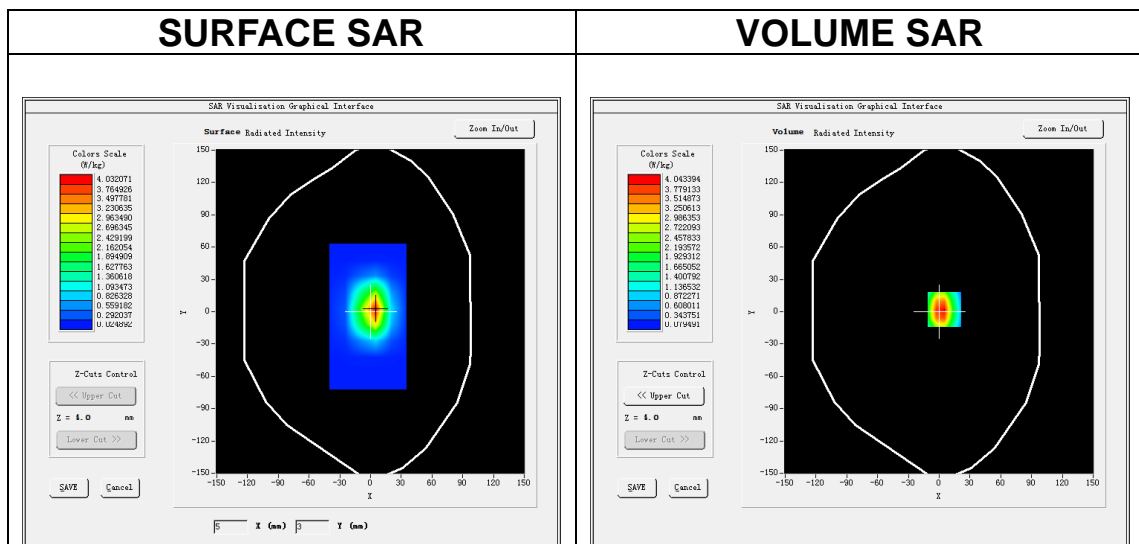 SURFACE SAR
VOLUME SAR
SAR Visualisation Graphical Interface
Surface Radiated Intensity
Zoom In/Out
Colors Scale
(W/kg)
4.032071
3.764926
3.497781
3.230635
2.963490
2.696345
2.429199
2.162054
1.894909
1.627763
1.360618
1.093473
0.826328
0.559182
0.292037
0.024892
Z-Cuts Control
<< Upper Cut
Z = 4.0 mm
Lower Cut >>
SAVE Cancel
150
120
90
60
30
0
-30
-60
-90
-120
-150
Y
-150 -120 -90 -60 -30 0 30 60 90 120 150
X
5 X (mm) 3 Y (mm)
SAR Visualisation Graphical Interface
Volume Radiated Intensity
Zoom In/Out
Colors Scale
(W/kg)
4.043394
3.779133
3.514873
3.250613
2.986353
2.722093
2.457833
2.193572
1.929312
1.665052
1.400792
1.136532
0.872271
0.608011
0.343751
0.079491
Z-Cuts Control
<< Upper Cut
Z = 4.0 mm
Lower Cut >>
SAVE Cancel
150
120
90
60
30
0
-30
-60
-90
-120
-150
Y
-150 -120 -90 -60 -30 0 30 60 90 120 150
X